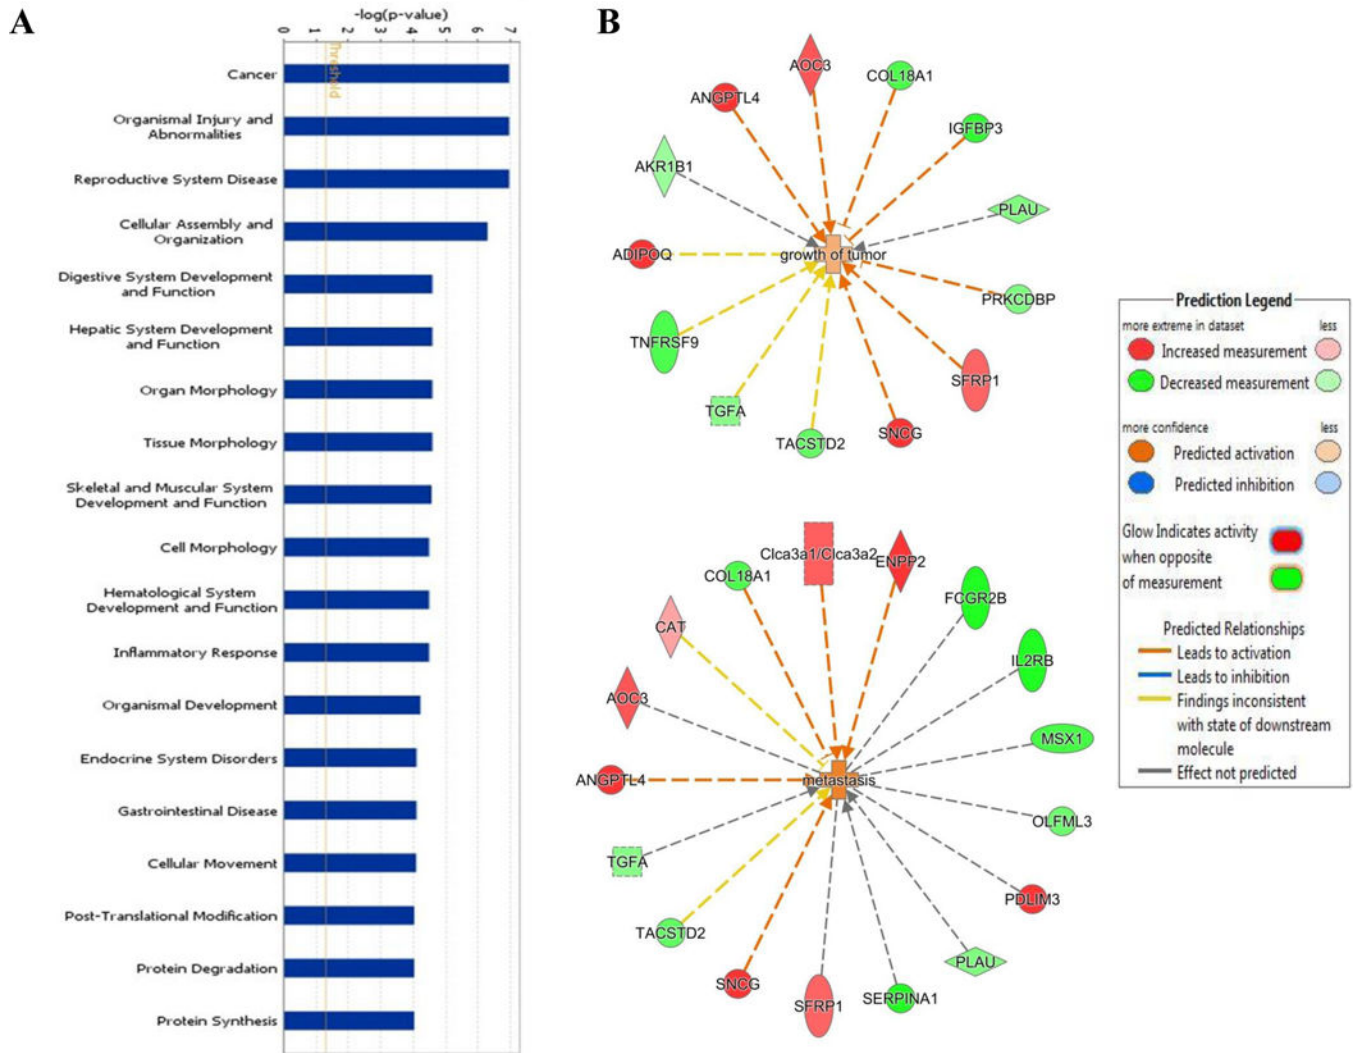 A
-log(p-value)
0 1 2 3 4 5 6 7
Threshold
Cancer
Organismal Injury and
Abnormalities
Reproductive System Disease
Cellular Assembly and
Organization
Digestive System Development
and Function
Hepatic System Development
and Function
Organ Morphology
Tissue Morphology
Skeletal and Muscular System
Development and Function
Cell Morphology
Hematological System
Development and Function
Inflammatory Response
Organismal Development
Endocrine System Disorders
Gastrointestinal Disease
Cellular Movement
Post-Translational Modification
Protein Degradation
Protein Synthesis
B
AOC3
COL18A1
ANGPTL4
IGFBP3
AKR1B1
PLAU
ADIPOQ
growth of tumor
PRKCDBP
TNFRSF9
SFRP1
TGFA
TACSTD2
SNCG
Clca3a1/Clca3a2
ENPP2
COL18A1
FCGR2B
CAT
IL2RB
AOC3
MSX1
ANGPTL4
metastasis
OLFML3
TGFA
PDLIM3
TACSTD2
PLAU
SNCG
SFRP1
SERPINA1
Prediction Legend
more extreme in dataset less
Increased measurement
Decreased measurement
more confidence less
Predicted activation
Predicted inhibition
Glow Indicates activity
when opposite
of measurement
Predicted Relationships
Leads to activation
Leads to inhibition
Findings inconsistent
with state of downstream
molecule
Effect not predicted